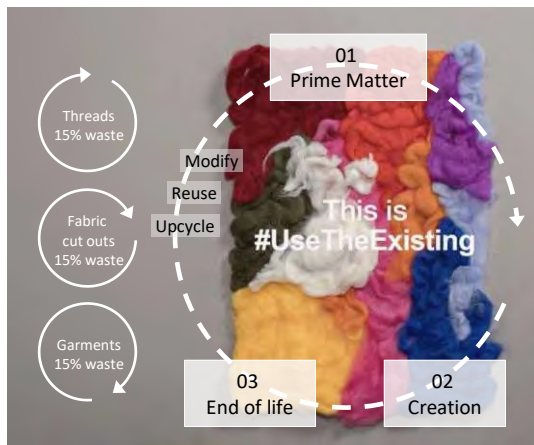 01
Prime Matter
Threads
15% waste
Modify
Reuse
Upcycle
Fabric
cut outs
15% waste
This is
#UseTheExisting
Garments
15% waste
03
End of life
02
Creation